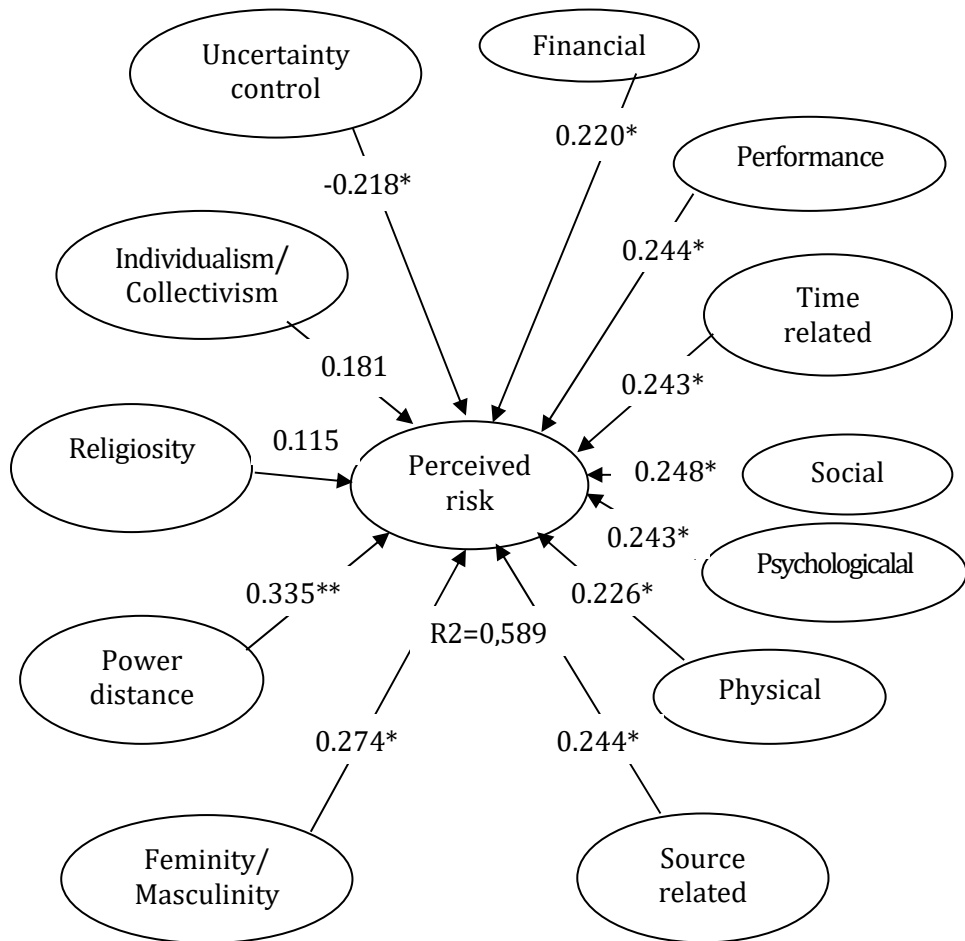 Uncertainty
control
Financial
0.220*
Performance
-0.218*
Individualism/
Collectivism
0.244*
Time
related
0.181
0.243*
Religiosity
0.115
Perceived
risk
0.248*
Social
0.243*
Psychologicalal
0.335**
0.226*
R2=0,589
Power
distance
Physical
0.274*
0.244*
Feminity/
Masculinity
Source
related